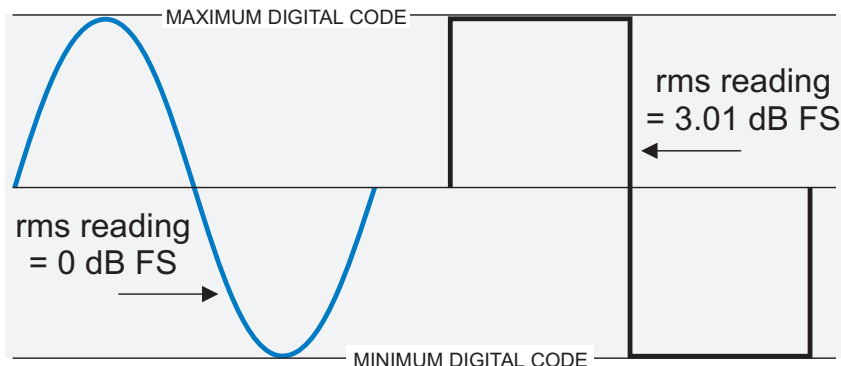 MAXIMUM DIGITAL CODE
rms reading
= 3.01 dB FS
rms reading
= 0 dB FS
MINIMUM DIGITAL CODE